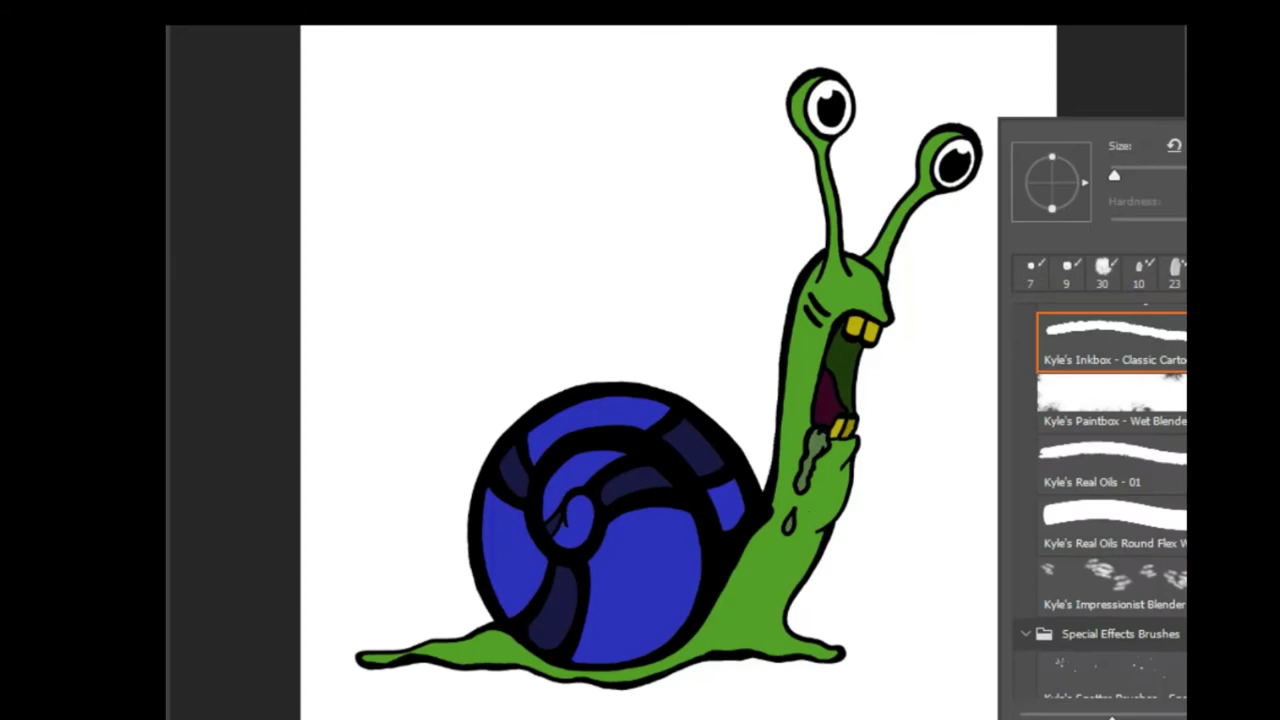 Size:
Hardness:
7 9 30 10 23
Kyle's Inkbox - Classic Carto
Kyle's Paintbox - Wet Blende
Kyle's Real Oils - 01
Kyle's Real Oils Round Flex W
Kyle's Impressionist Blender
Special Effects Brushes